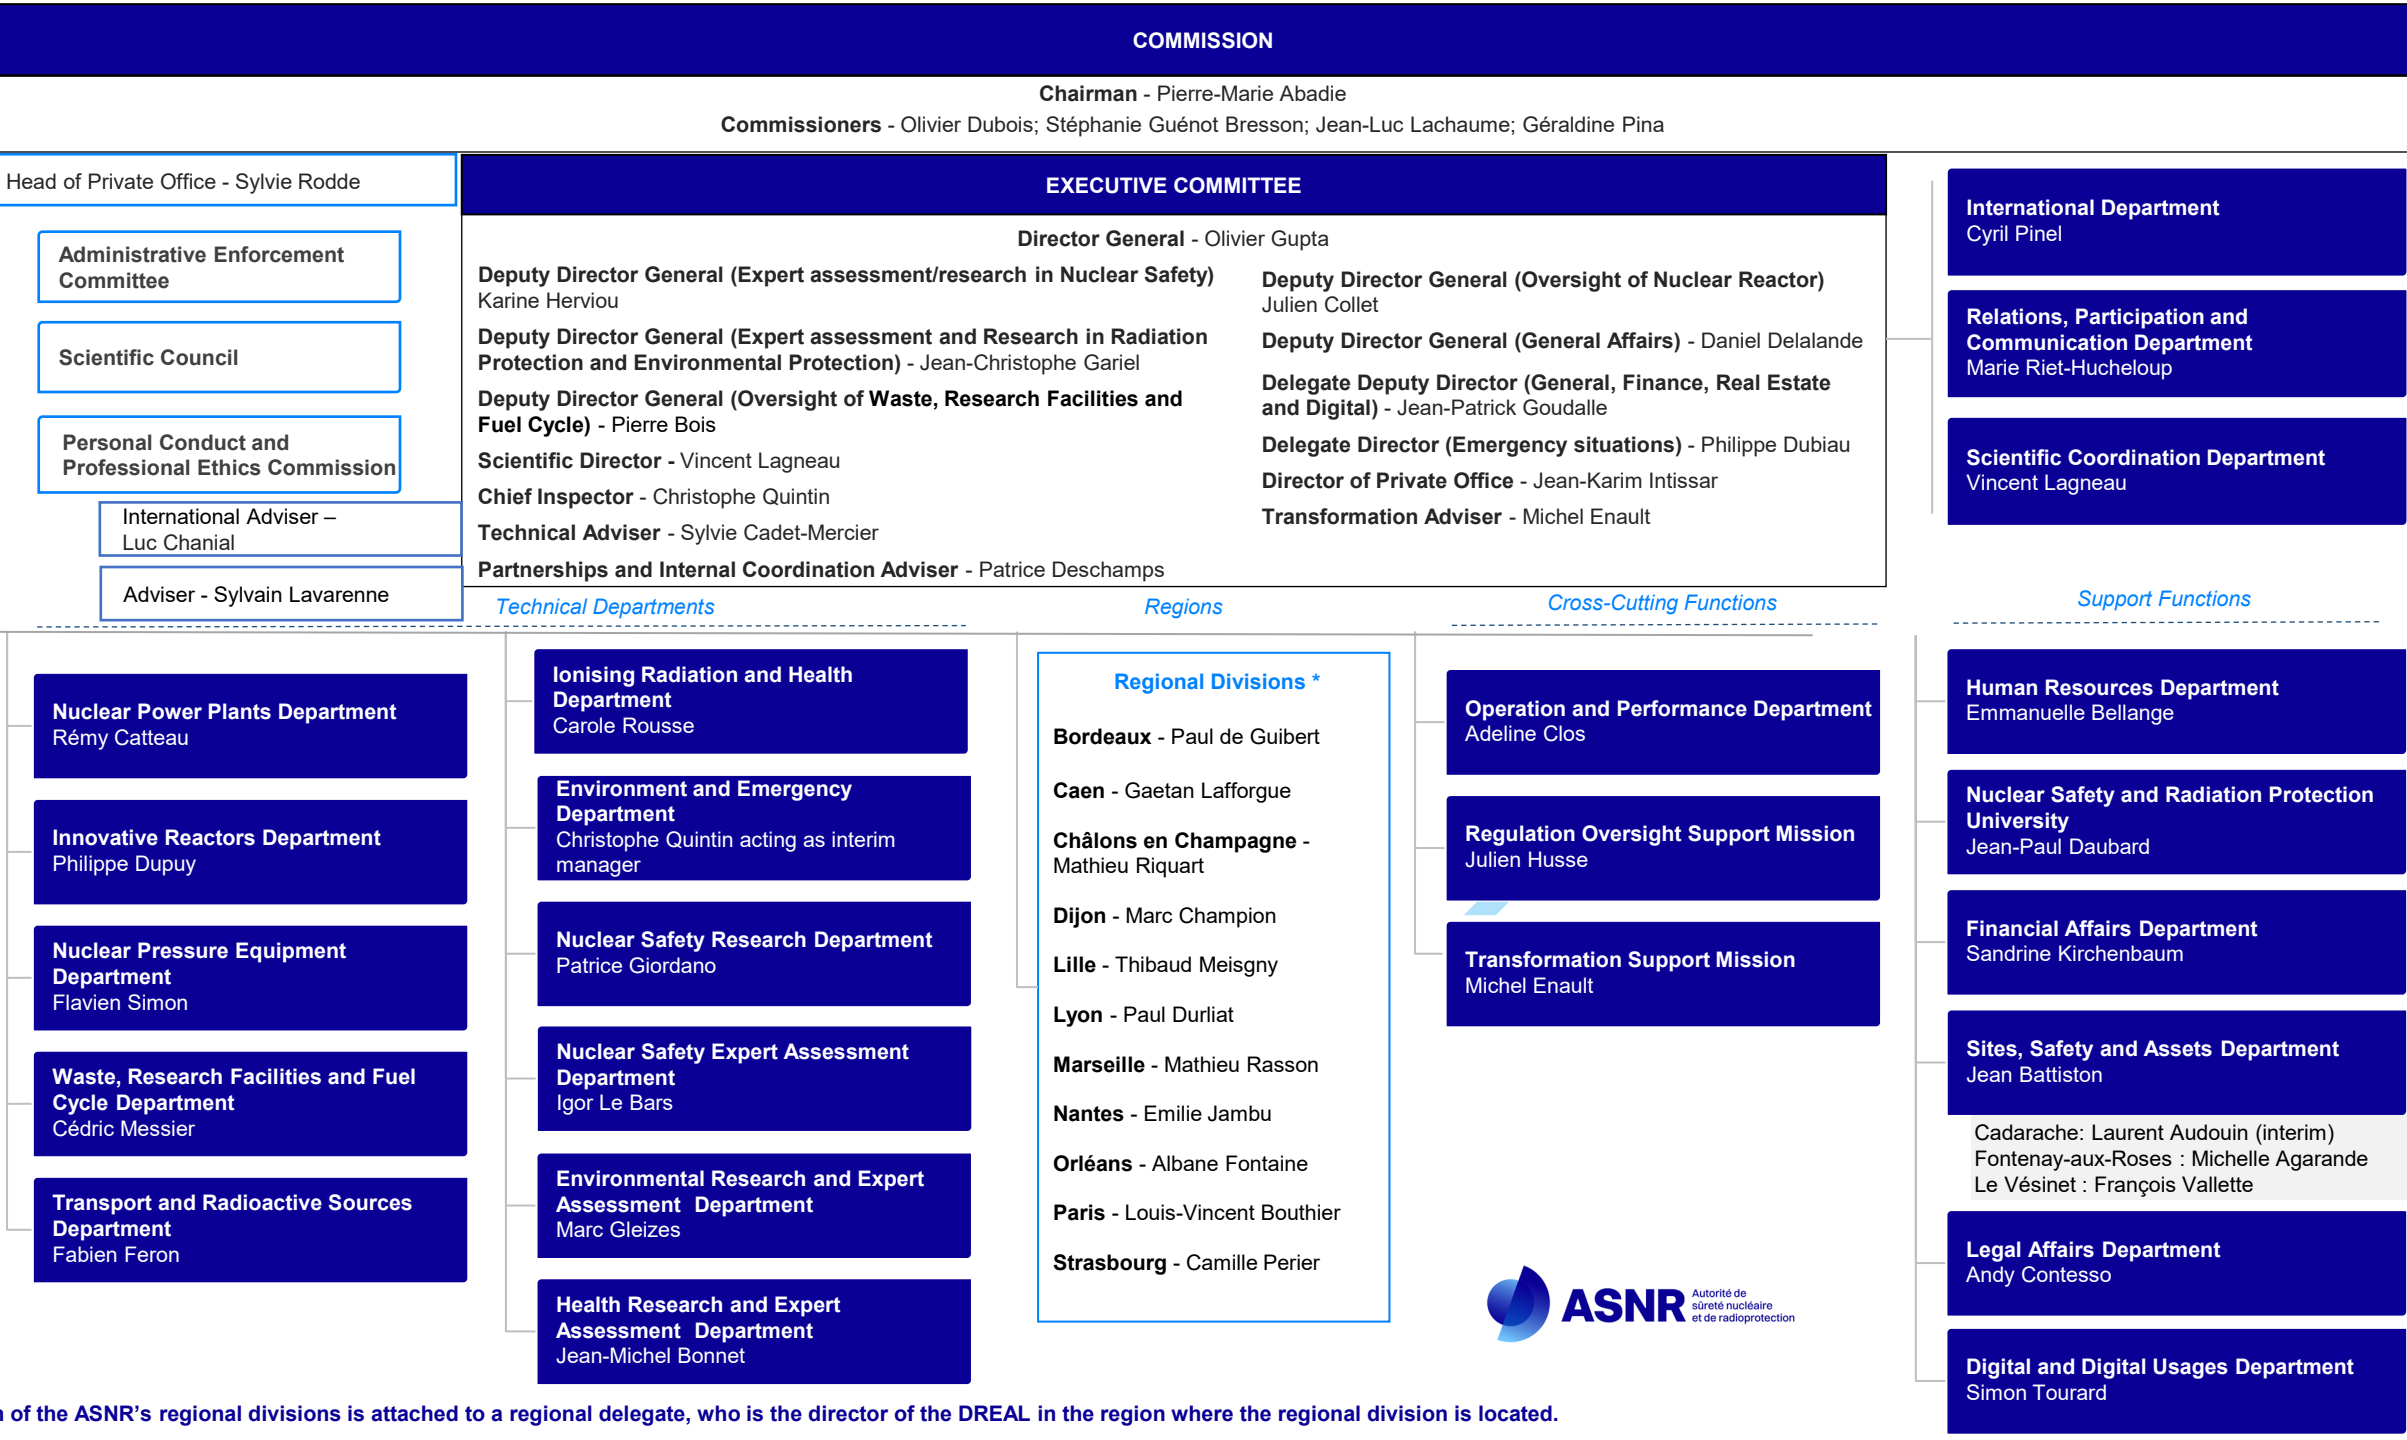 COMMISSION
Chairman - Pierre-Marie Abadie
Commissioners - Olivier Dubois; Stéphanie Guénot Bresson; Jean-Luc Lachaume; Géraldine Pina
Head of Private Office - Sylvie Rodde
Administrative Enforcement
Committee
Scientific Council
Personal Conduct and
Professional Ethics Commission
International Adviser –
Luc Chanial
Adviser - Sylvain Lavarenne
EXECUTIVE COMMITTEE
Director General - Olivier Gupta
Deputy Director General (Expert assessment/research in Nuclear Safety)
Karine Herviou
Deputy Director General (Expert assessment and Research in Radiation
Protection and Environmental Protection) - Jean-Christophe Gariel
Deputy Director General (Oversight of Waste, Research Facilities and
Fuel Cycle) - Pierre Bois
Scientific Director - Vincent Lagneau
Chief Inspector - Christophe Quintin
Technical Adviser - Sylvie Cadet-Mercier
Partnerships and Internal Coordination Adviser - Patrice Deschamps
Deputy Director General (Oversight of Nuclear Reactor)
Julien Collet
Deputy Director General (General Affairs) - Daniel Delalande
Delegate Deputy Director (General, Finance, Real Estate
and Digital) - Jean-Patrick Goudalle
Delegate Director (Emergency situations) - Philippe Dubiau
Director of Private Office - Jean-Karim Intissar
Transformation Adviser - Michel Enault
International Department
Cyril Pinel
Relations, Participation and
Communication Department
Marie Riet-Hucheloup
Scientific Coordination Department
Vincent Lagneau
Technical Departments
Nuclear Power Plants Department
Rémy Catteau
Innovative Reactors Department
Philippe Dupuy
Nuclear Pressure Equipment
Department
Flavien Simon
Waste, Research Facilities and Fuel
Cycle Department
Cédric Messier
Transport and Radioactive Sources
Department
Fabien Feron
Ionising Radiation and Health
Department
Carole Rousse
Environment and Emergency
Department
Christophe Quintin acting as interim
manager
Nuclear Safety Research Department
Patrice Giordano
Nuclear Safety Expert Assessment
Department
Igor Le Bars
Environmental Research and Expert
Assessment Department
Marc Gleizes
Health Research and Expert
Assessment Department
Jean-Michel Bonnet
Regions
Regional Divisions *
Bordeaux - Paul de Guibert
Caen - Gaetan Lafforgue
Châlons en Champagne -
Mathieu Riquart
Dijon - Marc Champion
Lille - Thibaud Meisgny
Lyon - Paul Durliat
Marseille - Mathieu Rasson
Nantes - Emilie Jambu
Orléans - Albane Fontaine
Paris - Louis-Vincent Bouthier
Strasbourg - Camille Perier
Cross-Cutting Functions
Operation and Performance Department
Adeline Clos
Regulation Oversight Support Mission
Julien Husse
Transformation Support Mission
Michel Enault
Support Functions
Human Resources Department
Emmanuelle Bellange
Nuclear Safety and Radiation Protection
University
Jean-Paul Daubard
Financial Affairs Department
Sandrine Kirchenbaum
Sites, Safety and Assets Department
Jean Battiston
Cadarache: Laurent Audouin (interim)
Fontenay-aux-Roses : Michelle Agarande
Le Vésinet : François Vallette
Legal Affairs Department
Andy Contesso
Digital and Digital Usages Department
Simon Tourard
ASNR
Autorité de
sûreté nucléaire
et de radioprotection
of the ASNR's regional divisions is attached to a regional delegate, who is the director of the DREAL in the region where the regional division is located.